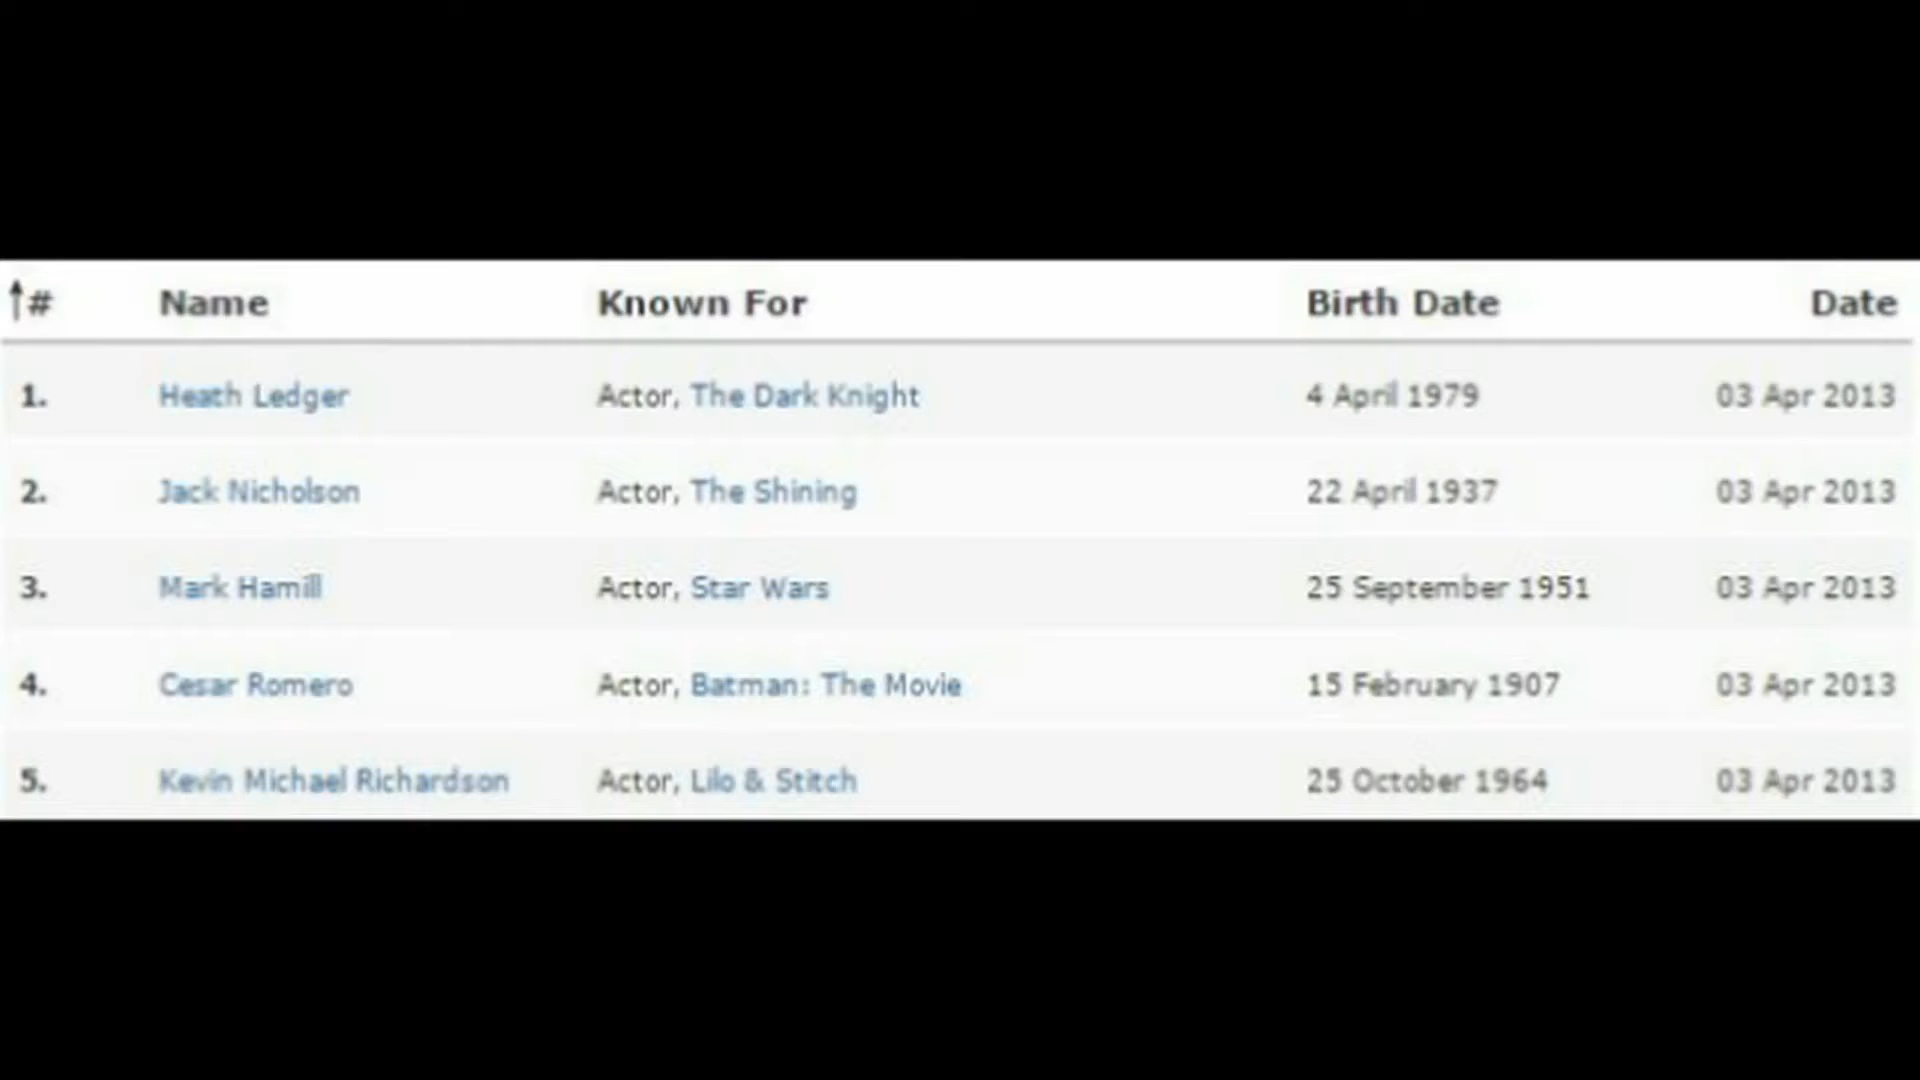 ↑# Name Known For Birth Date Date
1. Heath Ledger Actor, The Dark Knight 4 April 1979 03 Apr 2013
2. Jack Nicholson Actor, The Shining 22 April 1937 03 Apr 2013
3. Mark Hamill Actor, Star Wars 25 September 1951 03 Apr 2013
4. Cesar Romero Actor, Batman: The Movie 15 February 1907 03 Apr 2013
5. Kevin Michael Richardson Actor, Lilo & Stitch 25 October 1964 03 Apr 2013